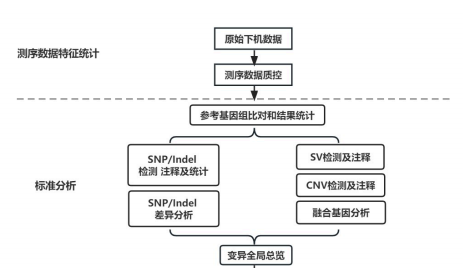 原始下机数据
测序数据特征统计
测序数据质控
参考基因组比对和结果统计
SNP/Indel
检测 注释及统计
SV检测及注释
CNV检测及注释
标准分析
SNP/Indel
差异分析
融合基因分析
变异全局总览